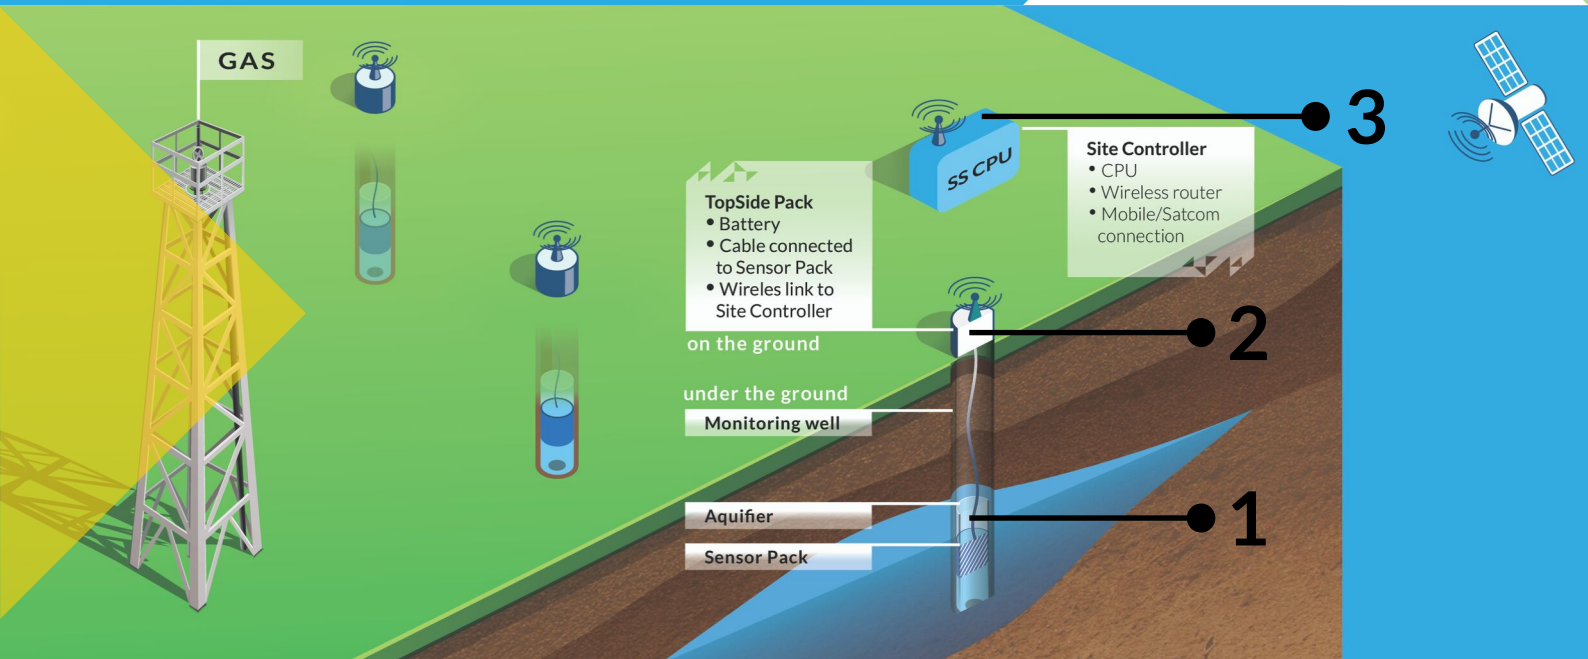 GAS
3
SS CPU
Site Controller
• CPU
• Wireless router
• Mobile/Satcom
connection
TopSide Pack
• Battery
• Cable connected
to Sensor Pack
• Wireles link to
Site Controller
on the ground
2
under the ground
Monitoring well
Aquifier
1
Sensor Pack